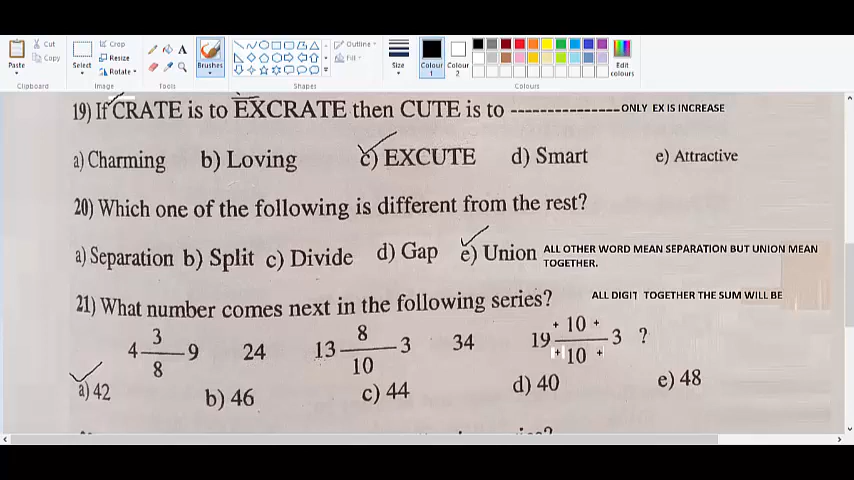 Cut
Copy
Paste
Clipboard
Crop
Resize
Rotate
Select
Image
Tools
Brushes
Outline
Fill
Shapes
Size
Colour 1
Colour 2
Edit colours
Colours
19) If CRATE is to EXCRATE then CUTE is to -------------------- ONLY EX IS INCREASE
a) Charming b) Loving c) EXCUTE d) Smart e) Attractive
20) Which one of the following is different from the rest?
a) Separation b) Split c) Divide d) Gap e) Union ALL OTHER WORD MEAN SEPARATION BUT UNION MEAN
TOGETHER.
21) What number comes next in the following series? ALL DIGIT TOGETHER THE SUM WILL BE
4 3/8 9 24 13 8/10 3 34 19 + 10 + / + 10 + 3 ?
a) 42 b) 46 c) 44 d) 40 e) 48